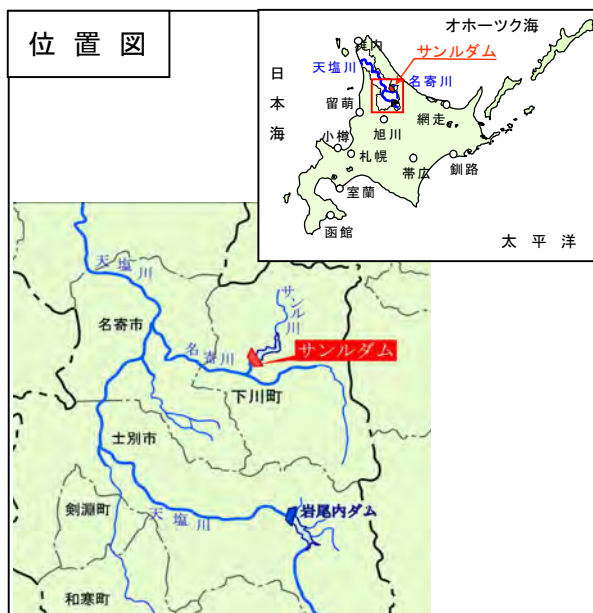 位置図
オホーツク海
稚内
サンルダム
天塩川
名寄川
日本海
留萌
網走
旭川
小樽
札幌
帯広
釧路
室蘭
函館
太平洋
天塩川
サンル川
名寄市
名寄川
サンルダム
下川町
士別市
剣淵町
天塩川
岩尾内ダム
和寒町